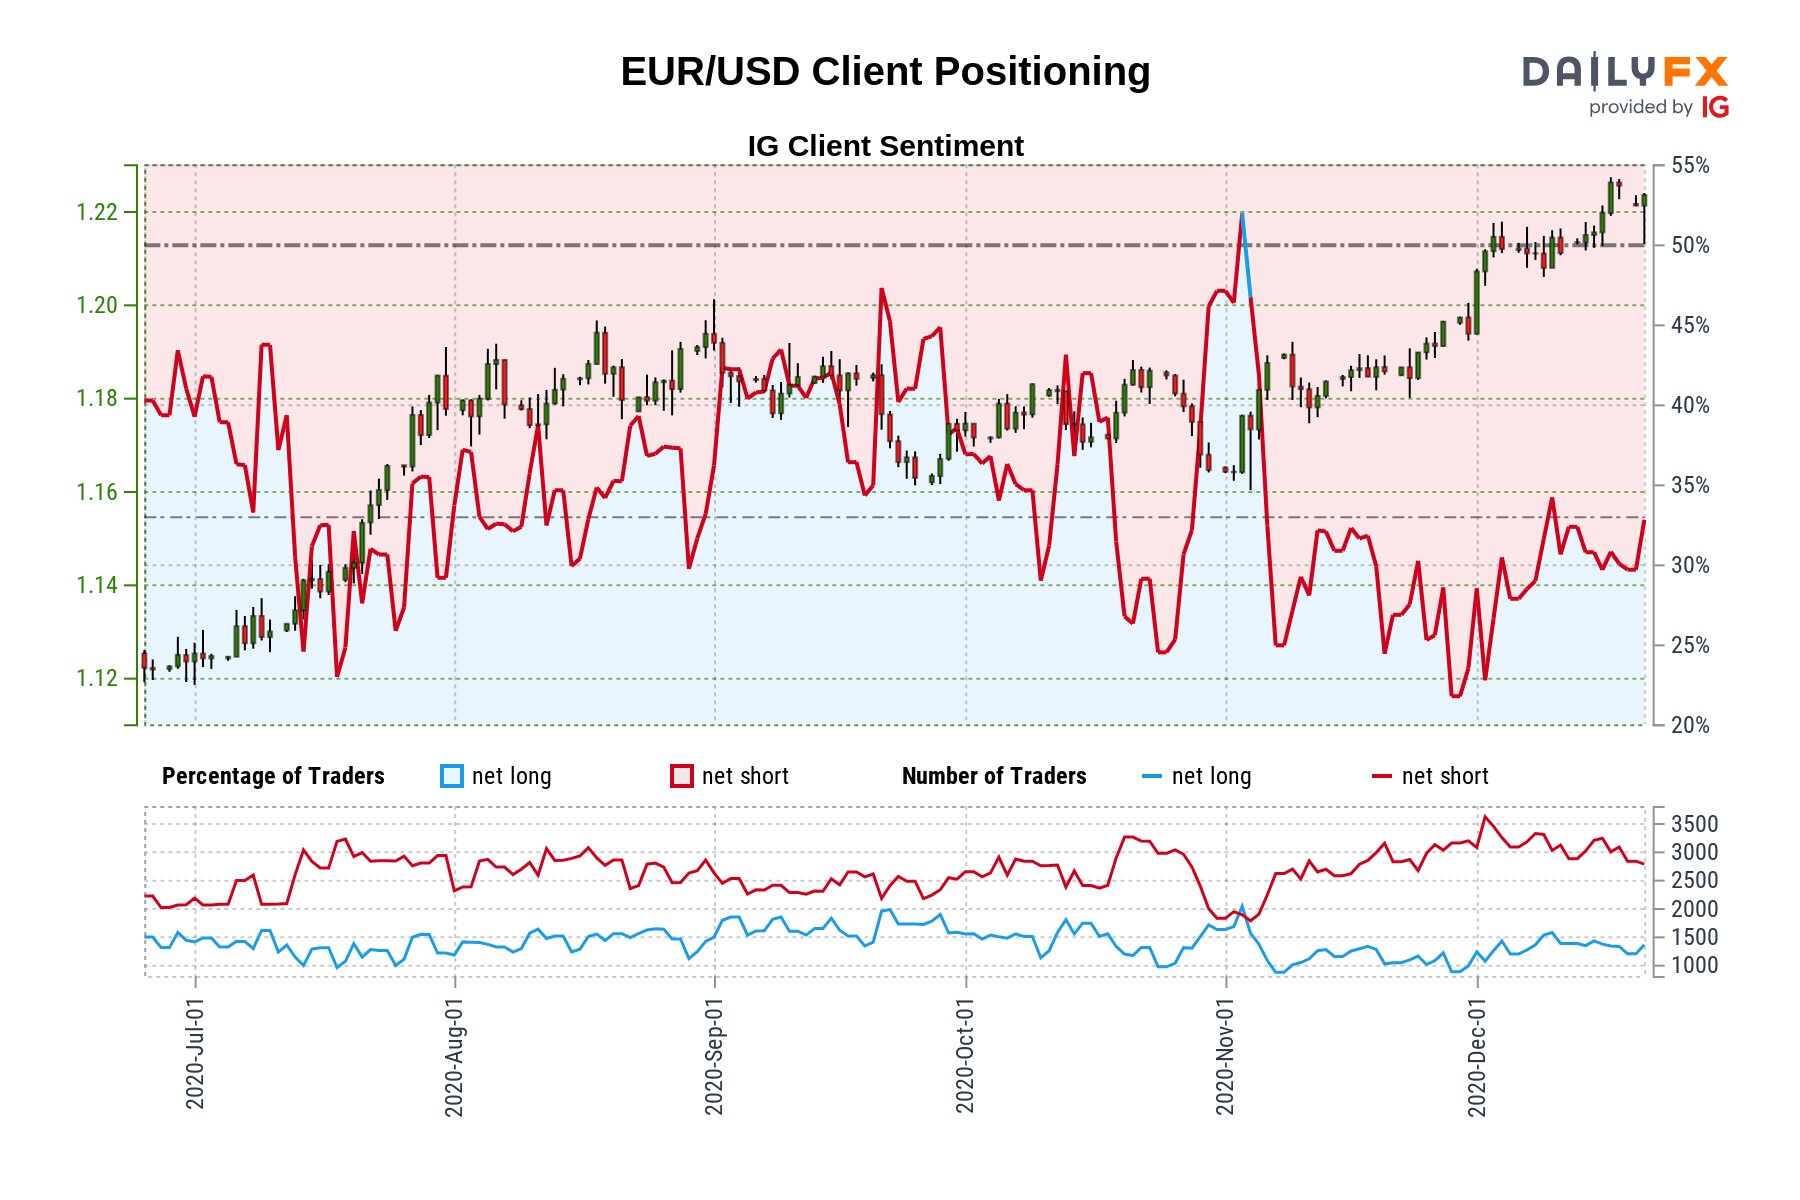 EUR/USD Client Positioning
DAILYFX
provided by IG
IG Client Sentiment
1.22
1.20
1.18
1.16
1.14
1.12
55%
50%
45%
40%
35%
30%
25%
20%
Percentage of Traders net long net short Number of Traders net long net short
3500
3000
2500
2000
1500
1000
2020-Jul-01
2020-Aug-01
2020-Sep-01
2020-Oct-01
2020-Nov-01
2020-Dec-01